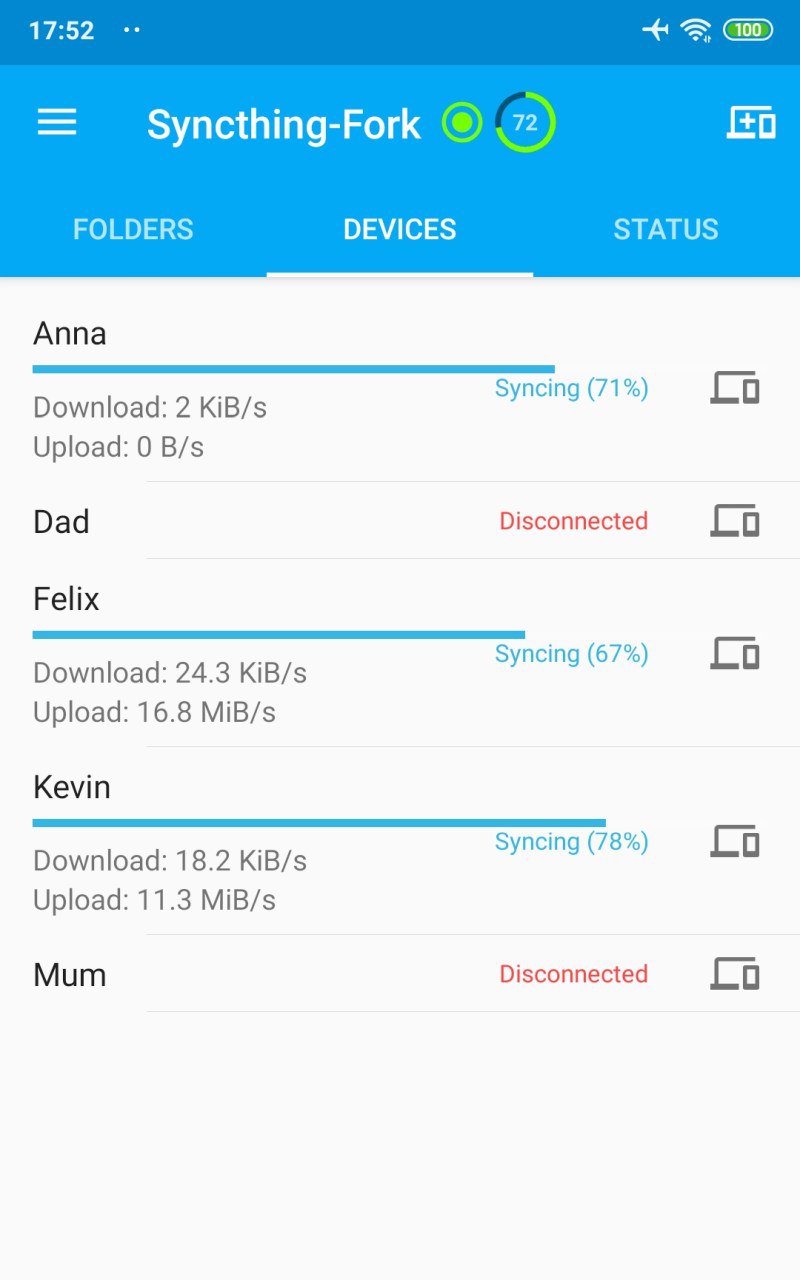 17:52
100
Syncthing-Fork
72
FOLDERS DEVICES STATUS
Anna
Syncing (71%)
Download: 2 KiB/s
Upload: 0 B/s
Dad Disconnected
Felix
Syncing (67%)
Download: 24.3 KiB/s
Upload: 16.8 MiB/s
Kevin
Syncing (78%)
Download: 18.2 KiB/s
Upload: 11.3 MiB/s
Mum Disconnected